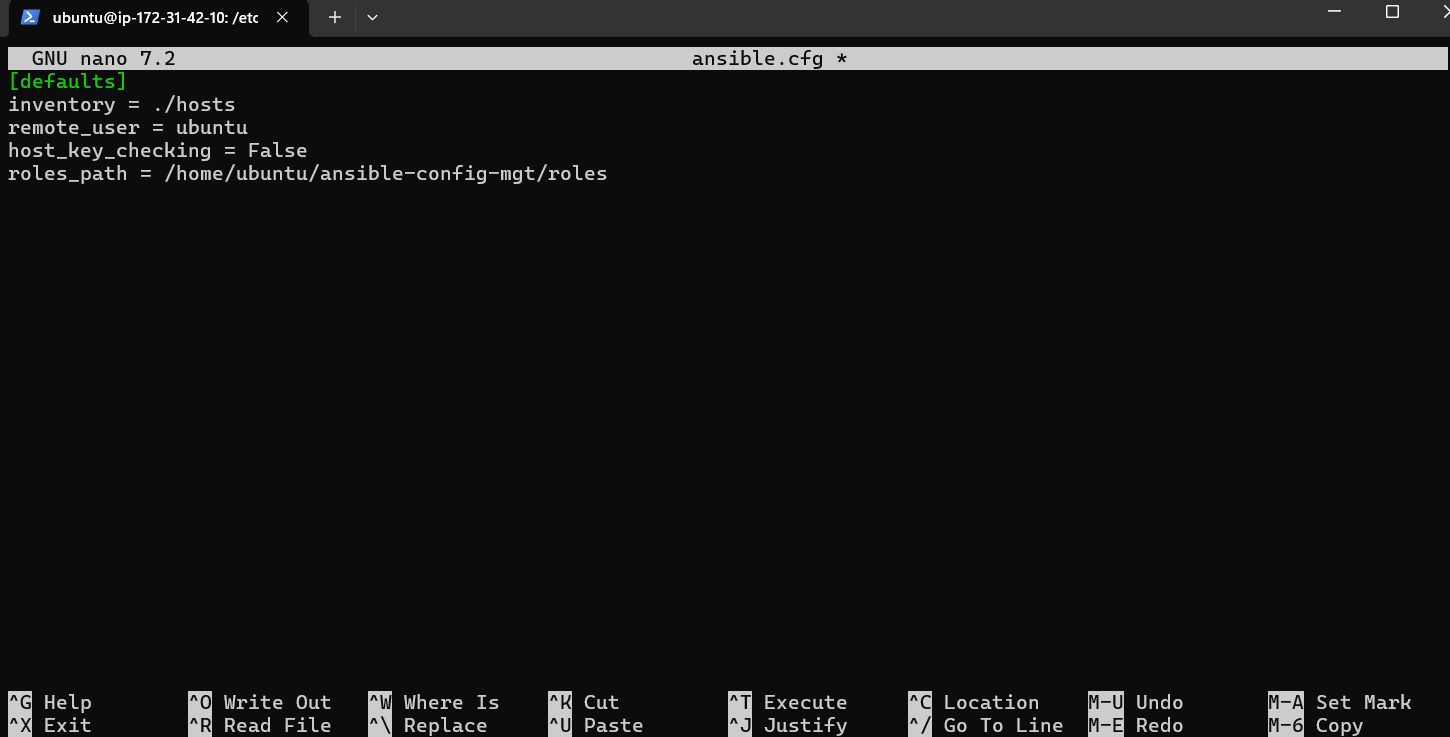 ubuntu@ip-172-31-42-10: /etc
GNU nano 7.2 ansible.cfg *
[defaults]
inventory = ./hosts
remote_user = ubuntu
host_key_checking = False
roles_path = /home/ubuntu/ansible-config-mgt/roles
^G Help ^O Write Out ^W Where Is ^K Cut ^T Execute ^C Location M-U Undo M-A Set Mark
^X Exit ^R Read File ^\ Replace ^U Paste ^J Justify ^/ Go To Line M-E Redo M-6 Copy